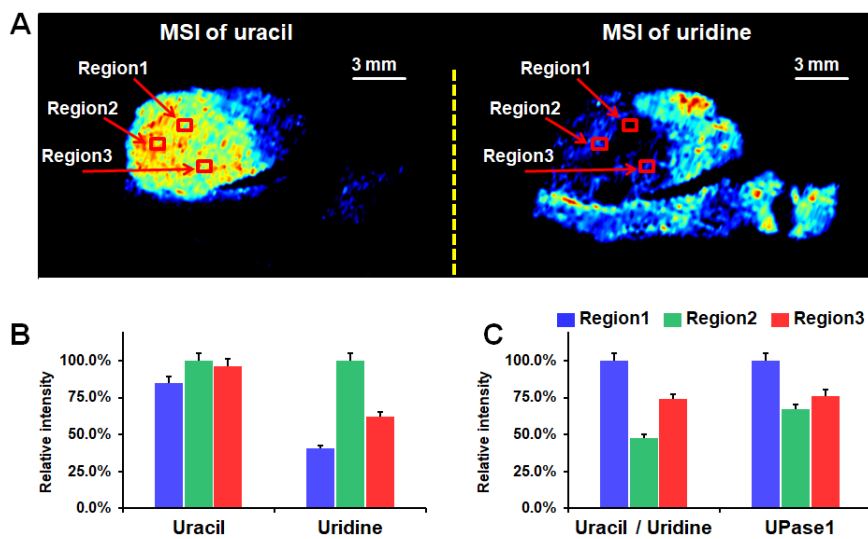 A
MSI of uracil
MSI of uridine
Region1
3 mm
Region2
Region3
Region1
3 mm
Region2
Region3
B
C
Region1 Region2 Region3
Relative intensity
100.0%
75.0%
50.0%
25.0%
0.0%
Uracil Uridine
Relative intensity
100.0%
75.0%
50.0%
25.0%
0.0%
Uracil / Uridine UPase1